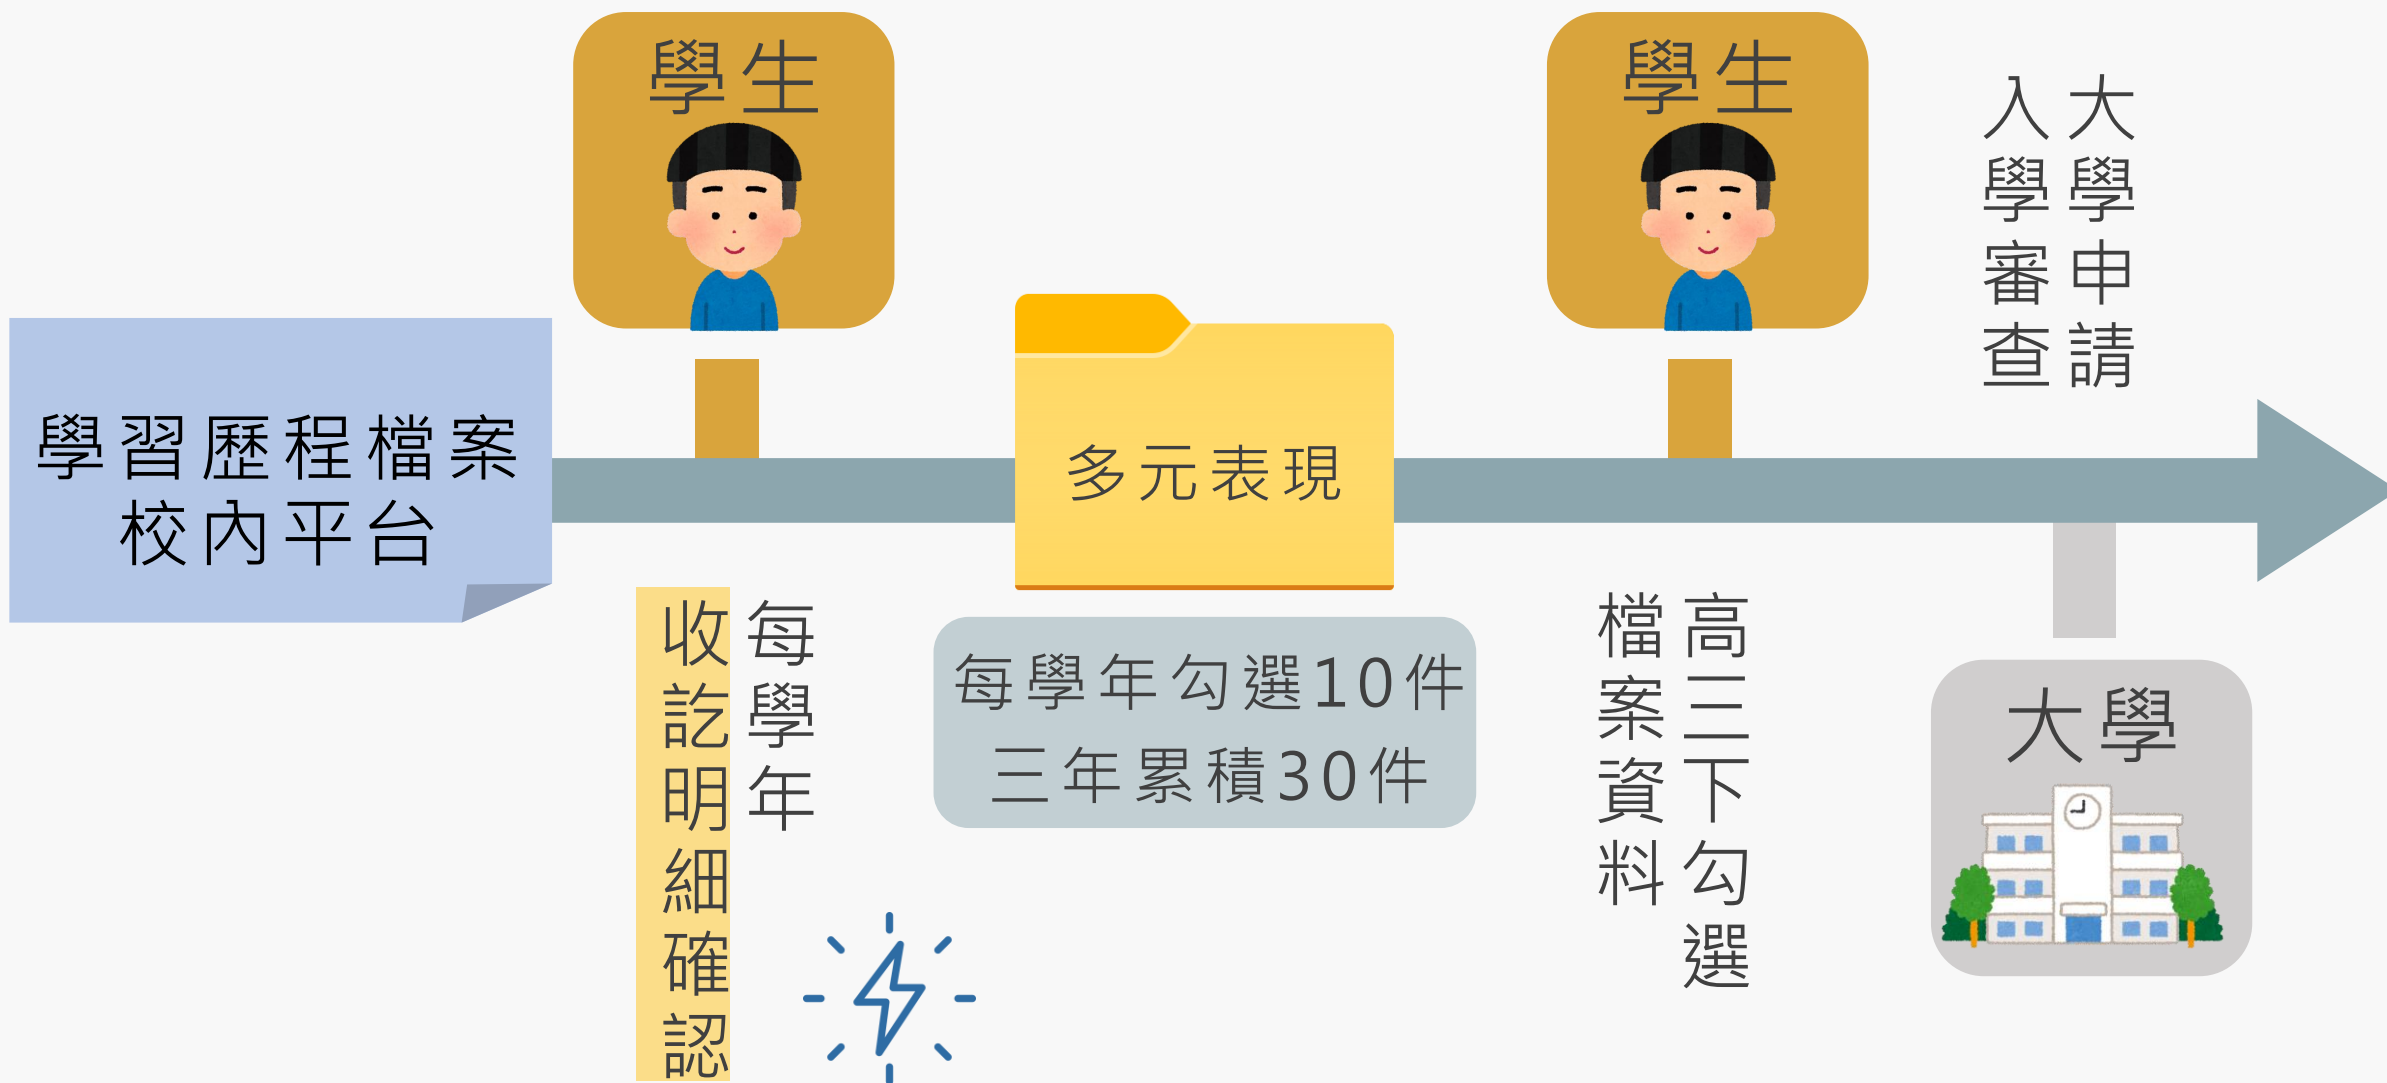 學習歷程檔案
校內平台
學生
每學年
收訖明細確認
多元表現
每學年勾選10件
三年累積30件
學生
高三下勾選
檔案資料
大學申請
入學審查
大學